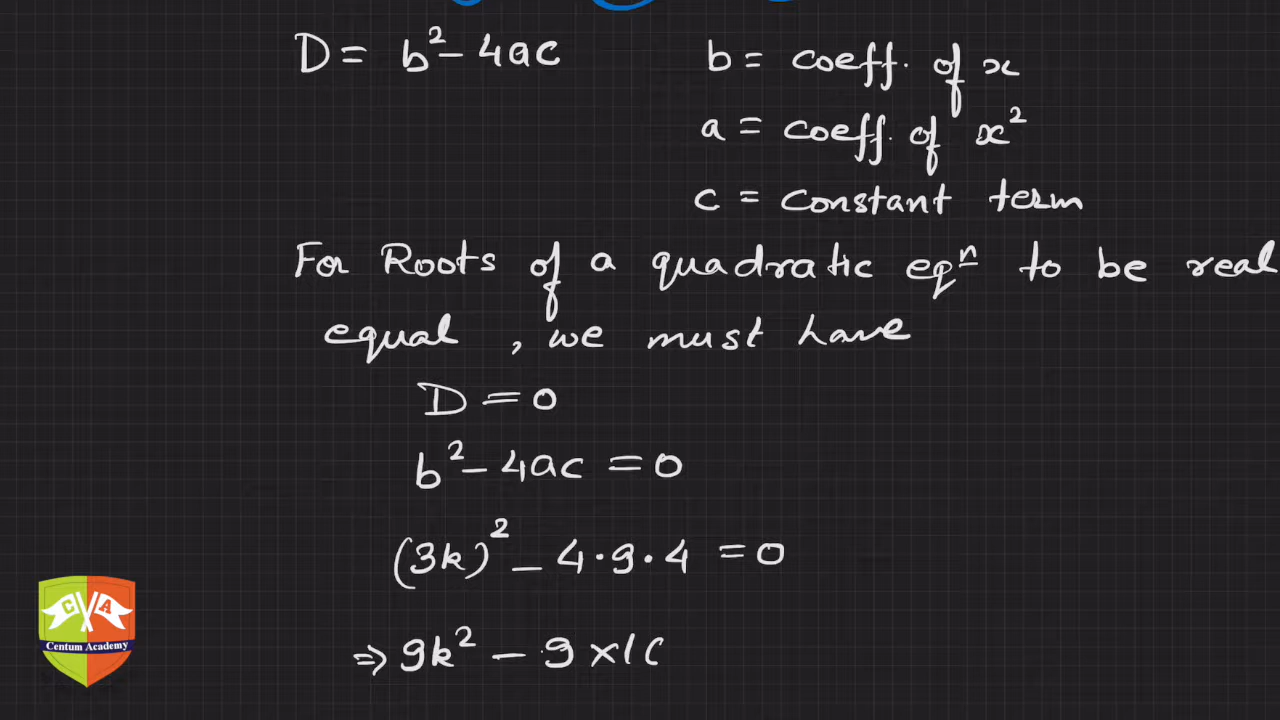 D = b² - 4ac
b = coeff. of x
a = coeff. of x²
c = constant term
For Roots of a quadratic eqⁿ to be real
equal , we must have
D = 0
b² - 4ac = 0
(3k)² - 4·9·4 = 0
⇒ 9k² - 9 ×1
C A
Centum Academy